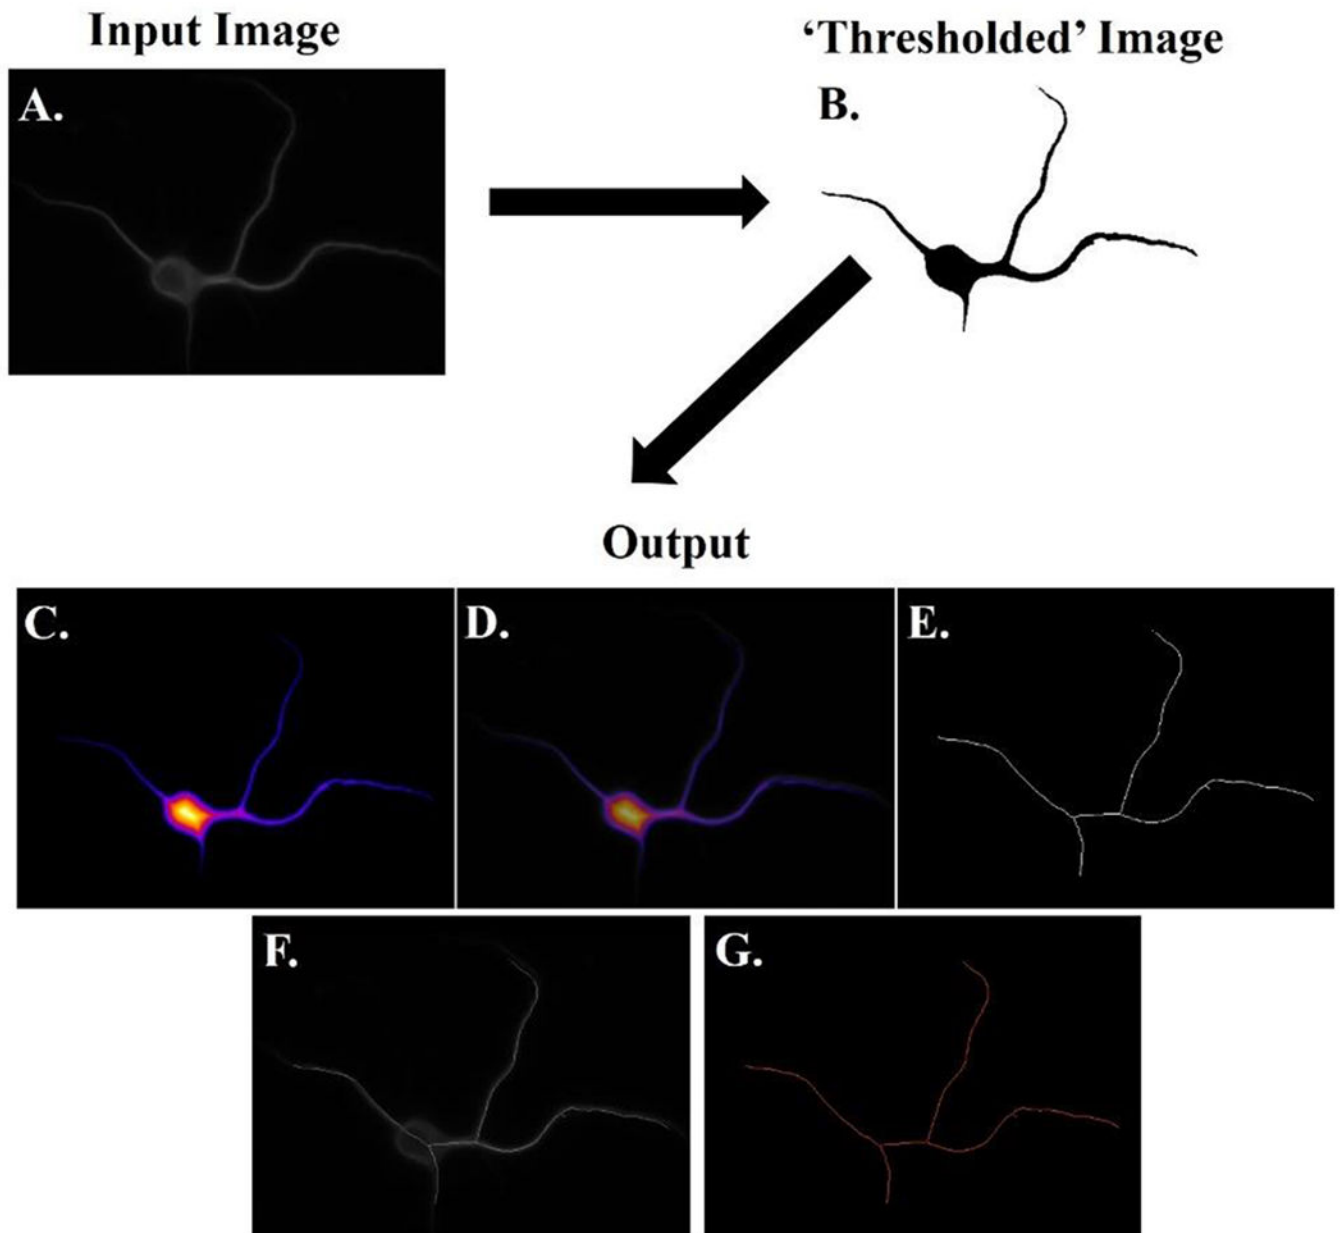 Input Image
'Thresholded' Image
A.
B.
Output
C.
D.
E.
F.
G.